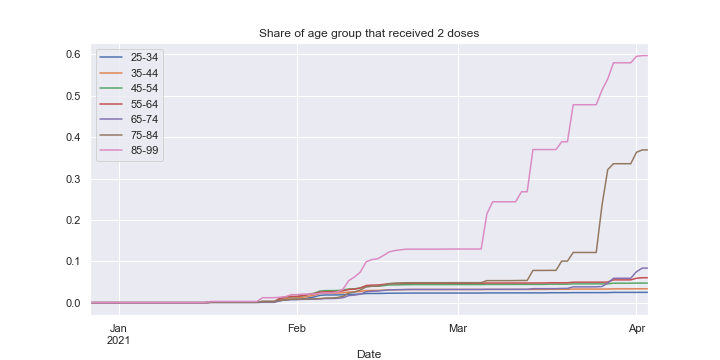 Share of age group that received 2 doses
0.6
0.5
0.4
0.3
0.2
0.1
0.0
25-34
35-44
45-54
55-64
65-74
75-84
85-99
Jan
2021
Feb
Mar
Apr
Date